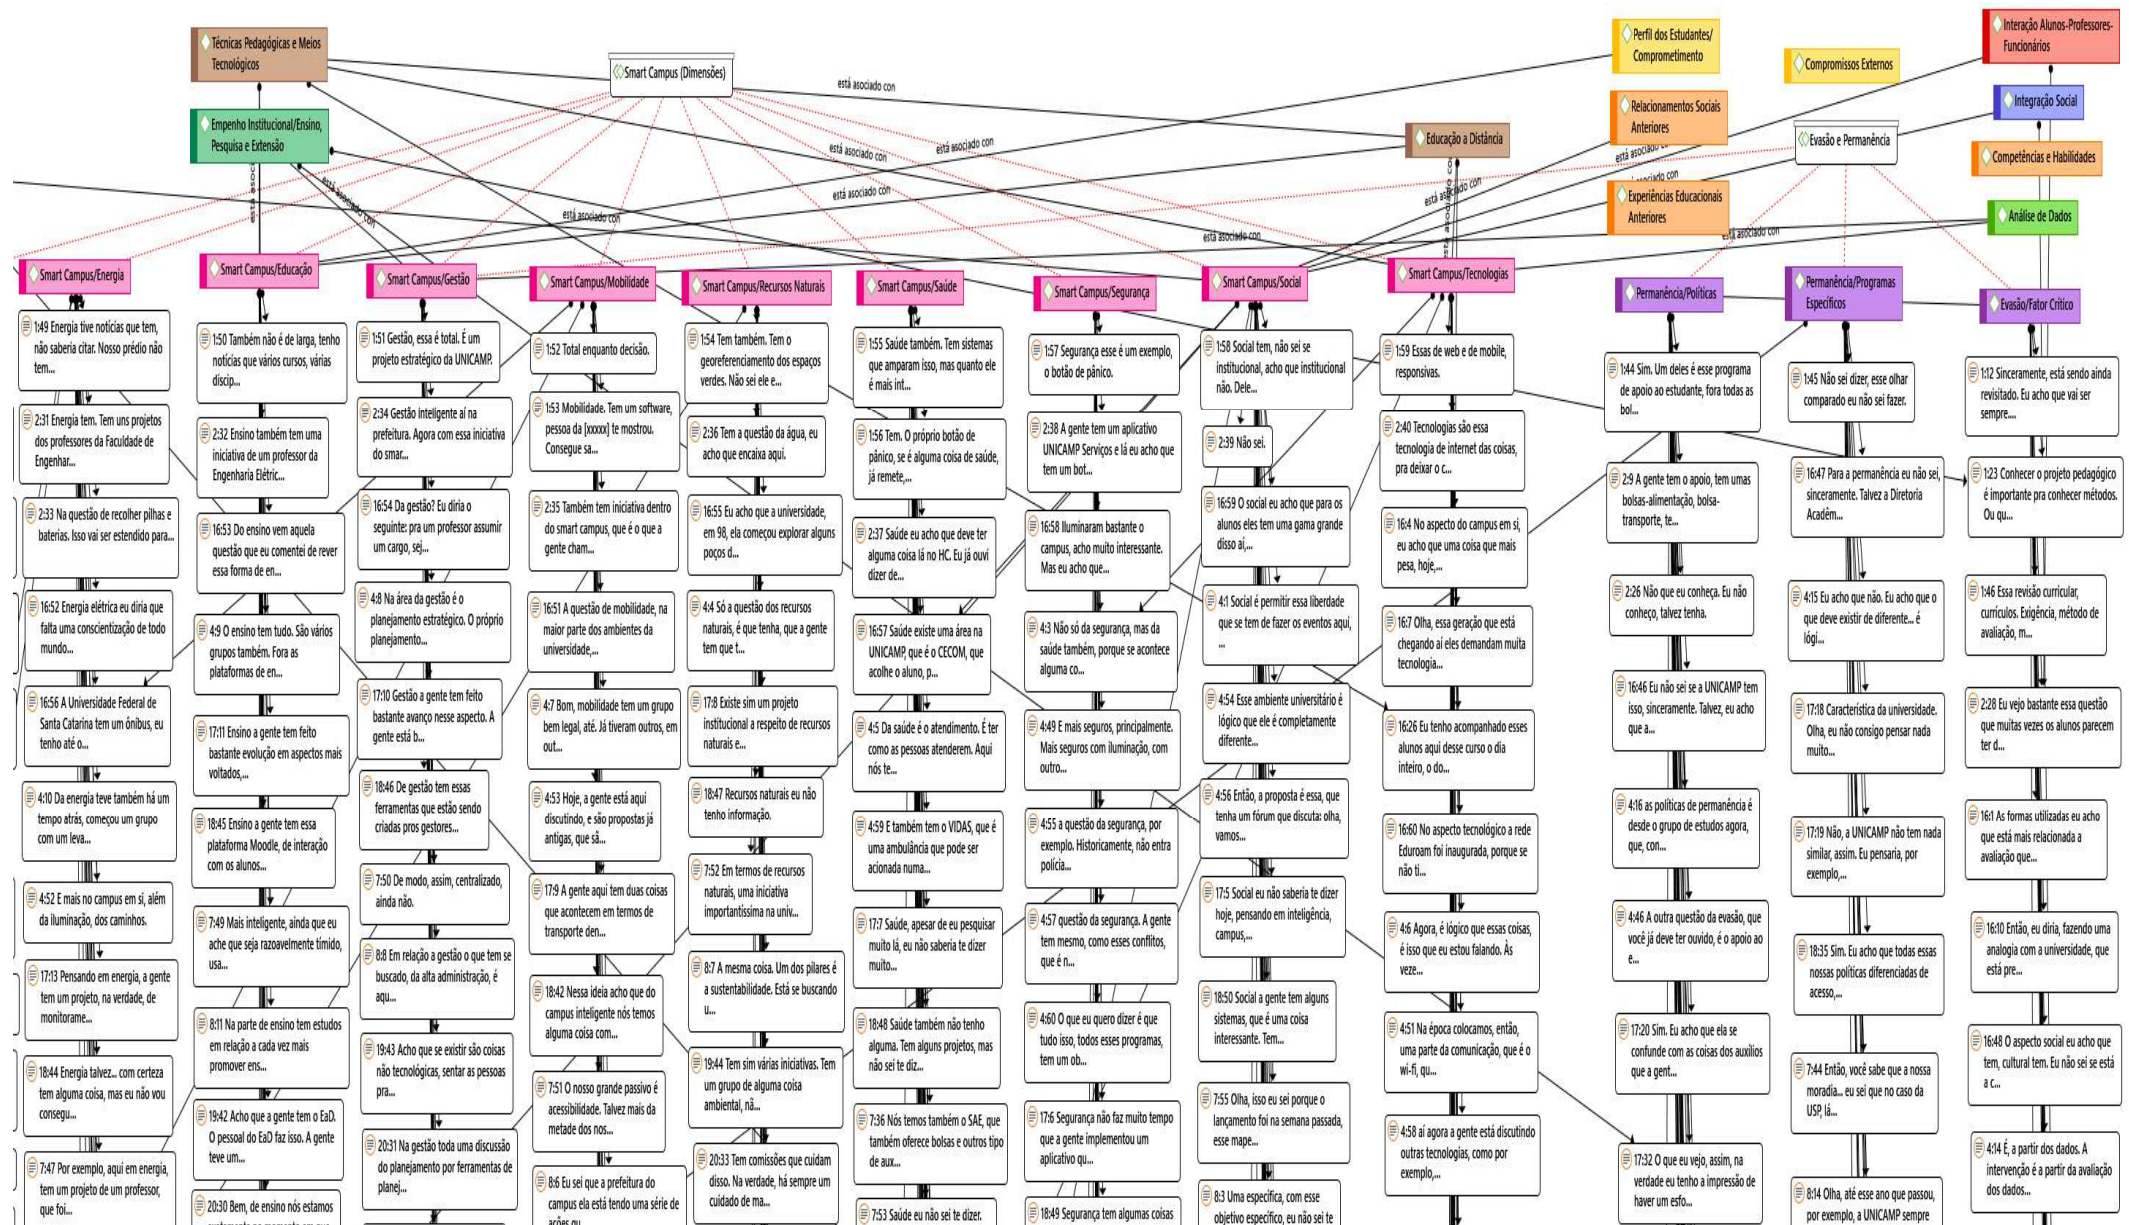 Técnicas Pedagógicas e Meios
Tecnológicos
Smart Campus (Dimensões)
Perfil dos Estudantes/
Comprometimento
Compromissos Externos
Interação Alunos-Professores-
Funcionários
Empenho Institucional/Ensino,
Pesquisa e Extensão
Educação a Distância
Relacionamentos Sociais
Anteriores
Evasão e Permanência
Integração Social
Competências e Habilidades
Experiências Educacionais
Anteriores
Análise de Dados
está asociado con
está asociado con
está asociado con
está asociado con
está asociado con
está asociado con
está asociado con
está asociado con
Smart Campus/Energia
1:49 Energia tive notícias que tem,
não saberia citar. Nosso prédio não
tem...
2:31 Energia tem. Tem uns projetos
dos professores da Faculdade de
Engenhar...
2:33 Na questão de recolher pilhas e
baterias. Isso vai ser estendido para...
16:52 Energia elétrica eu diria que
falta uma conscientização de todo
mundo...
16:56 A Universidade Federal de
Santa Catarina tem um ônibus, eu
tenho até o...
4:10 Da energia teve também há um
tempo atrás, começou um grupo
com um leva...
4:52 E mais no campus em si, além
da iluminação, dos caminhos.
17:13 Pensando em energia, a gente
tem um projeto, na verdade, de
monitorame...
18:44 Energia talvez... com certeza
tem alguma coisa, mas eu não vou
consegu...
7:47 Por exemplo, aqui em energia,
tem um projeto de um professor,
que foi...
Smart Campus/Educação
1:50 Também não é de larga, tenho
notícias que vários cursos, várias
discip...
2:32 Ensino também tem uma
iniciativa de um professor da
Engenharia Elétric...
16:53 Do ensino vem aquela
questão que eu comentei de rever
essa forma de en...
4:9 O ensino tem tudo. São vários
grupos também. Fora as
plataformas de en...
17:11 Ensino a gente tem feito
bastante evolução em aspectos mais
voltados,...
18:45 Ensino a gente tem essa
plataforma Moodle, de interação
com os alunos...
7:49 Mais inteligente, ainda que eu
ache que seja razoavelmente tímido,
usa...
8:11 Na parte de ensino tem estudos
em relação a cada vez mais
promover ens...
19:42 Acho que a gente tem o EaD.
O pessoal do EaD faz isso. A gente
teve um...
20:30 Bem, de ensino nós estamos
Smart Campus/Gestão
1:51 Gestão, essa é total. É um
projeto estratégico da UNICAMP.
2:34 Gestão inteligente aí na
prefeitura. Agora com essa iniciativa
do smar...
16:54 Da gestão? Eu diria o
seguinte: pra um professor assumir
um cargo, sej...
4:8 Na área da gestão é o
planejamento estratégico. O próprio
planejamento...
17:10 Gestão a gente tem feito
bastante avanço nesse aspecto. A
gente está b...
18:46 De gestão tem essas
ferramentas que estão sendo
criadas pros gestores...
7:50 De modo, assim, centralizado,
ainda não.
8:8 Em relação a gestão o que tem se
buscado, da alta administração, é
aqu...
19:43 Acho que se existir são coisas
não tecnológicas, sentar as pessoas
pra...
20:31 Na gestão toda uma discussão
do planejamento por ferramentas de
planej...
Smart Campus/Mobilidade
1:52 Total enquanto decisão.
1:53 Mobilidade. Tem um software,
pessoa da [xxxxx] te mostrou.
Consegue sa...
2:35 Também tem iniciativa dentro
do smart campus, que é o que a
gente cham...
16:51 A questão de mobilidade, na
maior parte dos ambientes da
universidade,...
4:7 Bom, mobilidade tem um grupo
bem legal, até. Já tiveram outros, em
out...
4:53 Hoje, a gente está aqui
discutindo, e são propostas já
antigas, que sã...
17:9 A gente aqui tem duas coisas
que acontecem em termos de
transporte den...
18:42 Nessa ideia acho que do
campus inteligente nós temos
alguma coisa com...
7:51 O nosso grande passivo é
acessibilidade. Talvez mais da
metade dos nos...
8:6 Eu sei que a prefeitura do
campus ela está tendo uma série de
ações qu...
Smart Campus/Recursos Naturais
1:54 Tem também. Tem o
georeferenciamento dos espaços
verdes. Não sei ele e...
2:36 Tem a questão da água, eu
acho que encaixa aqui.
16:55 Eu acho que a universidade,
em 98, ela começou explorar alguns
poços d...
4:4 Só a questão dos recursos
naturais, é que tenha, que a gente
tem que t...
17:8 Existe sim um projeto
institucional a respeito de recursos
naturais e...
18:47 Recursos naturais eu não
tenho informação.
7:52 Em termos de recursos
naturais, uma iniciativa
importantíssima na univ...
8:7 A mesma coisa. Um dos pilares é
a sustentabilidade. Está se buscando
u...
19:44 Tem sim várias iniciativas. Tem
um grupo de alguma coisa
ambiental, nã...
20:33 Tem comissões que cuidam
disso. Na verdade, há sempre um
cuidado de ma...
Smart Campus/Saúde
1:55 Saúde também. Tem sistemas
que amparam isso, mas quanto ele
é mais int...
1:56 Tem. O próprio botão de
pânico, se é alguma coisa de saúde,
já remete,...
2:37 Saúde eu acho que deve ter
alguma coisa lá no HC. Eu já ouvi
dizer de...
16:57 Saúde existe uma área na
UNICAMP, que é o CECOM, que
acolhe o aluno, p...
4:5 Da saúde é o atendimento. É ter
como as pessoas atenderem. Aqui
nós te...
4:59 E também tem o VIDAS, que é
uma ambulância que pode ser
acionada numa...
17:7 Saúde, apesar de eu pesquisar
muito lá, eu não saberia te dizer
muito...
18:48 Saúde também não tenho
alguma. Tem alguns projetos, mas
não sei te diz...
7:36 Nós temos também o SAE, que
também oferece bolsas e outros tipo
de aux...
7:53 Saúde eu não sei te dizer.
Smart Campus/Segurança
1:57 Segurança esse é um exemplo,
o botão de pânico.
2:38 A gente tem um aplicativo
UNICAMP Serviços e lá eu acho que
tem um bot...
16:58 Iluminaram bastante o
campus, acho muito interessante.
Mas eu acho que...
4:3 Não só da segurança, mas da
saúde também, porque se acontece
alguma co...
4:49 E mais seguros, principalmente.
Mais seguros com iluminação, com
outro...
4:55 a questão da segurança, por
exemplo. Historicamente, não entra
polícia...
4:57 questão da segurança. A gente
tem mesmo, como esses conflitos,
que é n...
4:60 O que eu quero dizer é que
tudo isso, todos esses programas,
tem um ob...
17:6 Segurança não faz muito tempo
que a gente implementou um
aplicativo qu...
18:49 Segurança tem algumas coisas
Smart Campus/Social
1:58 Social tem, não sei se
institucional, acho que institucional
não. Dele...
2:39 Não sei.
16:59 O social eu acho que para os
alunos eles tem uma gama grande
disso aí,...
4:1 Social é permitir essa liberdade
que se tem de fazer os eventos aqui,
...
4:54 Esse ambiente universitário é
lógico que ele é completamente
diferente...
4:56 Então, a proposta é essa, que
tenha um fórum que discuta: olha,
vamos...
17:5 Social eu não saberia te dizer
hoje, pensando em inteligência,
campus,...
18:50 Social a gente tem alguns
sistemas, que é uma coisa
interessante. Tem...
7:55 Olha, isso eu sei porque o
lançamento foi na semana passada,
esse mape...
8:3 Uma específica, com esse
objetivo específico, eu não sei te
Smart Campus/Tecnologias
1:59 Essas de web e de mobile,
responsivas.
2:40 Tecnologias são essa
tecnologia de internet das coisas,
pra deixar o c...
16:4 No aspecto do campus em si,
eu acho que uma coisa que mais
pesa, hoje,...
16:7 Olha, essa geração que está
chegando aí eles demandam muita
tecnologia...
16:26 Eu tenho acompanhado esses
alunos aqui desse curso o dia
inteiro, o do...
16:60 No aspecto tecnológico a rede
Eduroam foi inaugurada, porque se
não ti...
4:6 Agora, é lógico que essas coisas,
é isso que eu estou falando. Às
veze...
4:51 Na época colocamos, então,
uma parte da comunicação, que é o
wi-fi, qu...
4:58 aí agora a gente está discutindo
outras tecnologias, como por
exemplo,...
Permanência/Políticas
1:44 Sim. Um deles é esse programa
de apoio ao estudante, fora todas as
bol...
2:9 A gente tem o apoio, tem umas
bolsas-alimentação, bolsa-
transporte, te...
2:26 Não que eu conheça. Eu não
conheço, talvez tenha.
16:46 Eu não sei se a UNICAMP tem
isso, sinceramente. Talvez, eu acho
que a...
4:16 as políticas de permanência é
desde o grupo de estudos agora,
que, con...
4:46 A outra questão da evasão, que
você já deve ter ouvido, é o apoio ao
e...
17:20 Sim. Eu acho que ela se
confunde com as coisas dos auxílios
que a gent...
17:32 O que eu vejo, assim, na
verdade eu tenho a impressão de
haver um esfo...
Permanência/Programas
Específicos
1:45 Não sei dizer, esse olhar
comparado eu não sei fazer.
16:47 Para a permanência eu não sei,
sinceramente. Talvez a Diretoria
Acadêm...
4:15 Eu acho que não. Eu acho que o
que deve existir de diferente... é
lógi...
17:18 Característica da universidade.
Olha, eu não consigo pensar nada
muito...
17:19 Não, a UNICAMP não tem nada
similar, assim. Eu pensaria, por
exemplo,...
18:35 Sim. Eu acho que todas essas
nossas políticas diferenciadas de
acesso,...
7:44 Então, você sabe que a nossa
moradia... eu sei que no caso da
USP, lá...
8:14 Olha, até esse ano que passou,
por exemplo, a UNICAMP sempre
Evasão/Fator Crítico
1:12 Sinceramente, está sendo ainda
revisitado. Eu acho que vai ser
sempre....
1:23 Conhecer o projeto pedagógico
é importante pra conhecer métodos.
Ou qu...
1:46 Essa revisão curricular,
currículos. Exigência, método de
avaliação, m...
2:28 Eu vejo bastante essa questão
que muitas vezes os alunos parecem
ter d...
16:1 As formas utilizadas eu acho
que está mais relacionada a
avaliação que...
16:10 Então, eu diria, fazendo uma
analogia com a universidade, que
está pre...
16:48 O aspecto social eu acho que
tem, cultural tem. Eu não sei se está
a c...
4:14 É, a partir dos dados. A
intervenção é a partir da avaliação
dos dados...